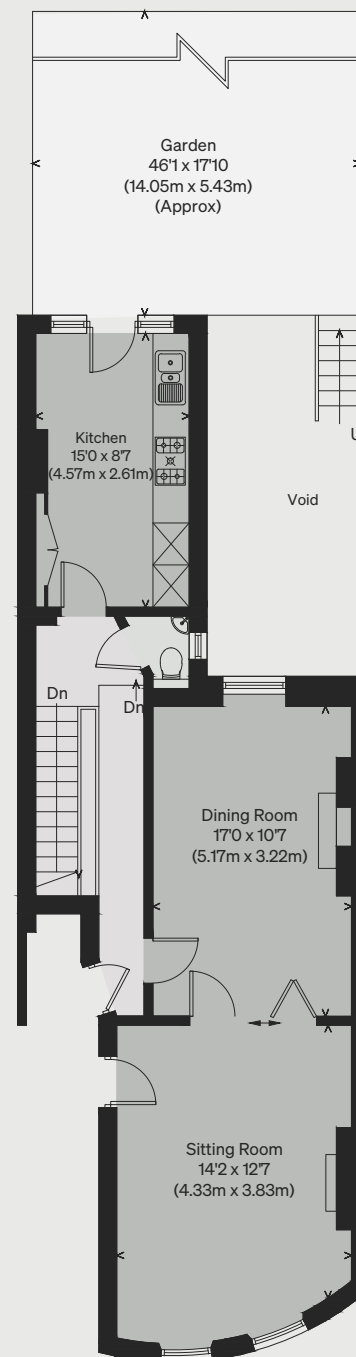 Garden
46'1 x 17'10
(14.05m x 5.43m)
(Approx)
Kitchen
15'0 x 8'7
(4.57m x 2.61m)
U
Void
Dn
Dn
Dining Room
17'0 x 10'7
(5.17m x 3.22m)
Sitting Room
14'2 x 12'7
(4.33m x 3.83m)